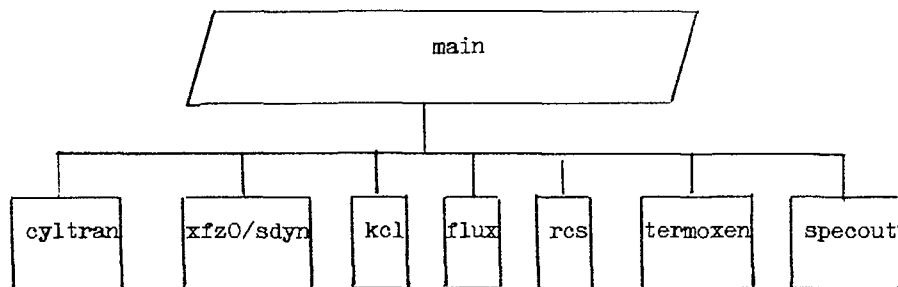 main
cyltran xfz0/sdyn kcl flux rcs termoxen specout